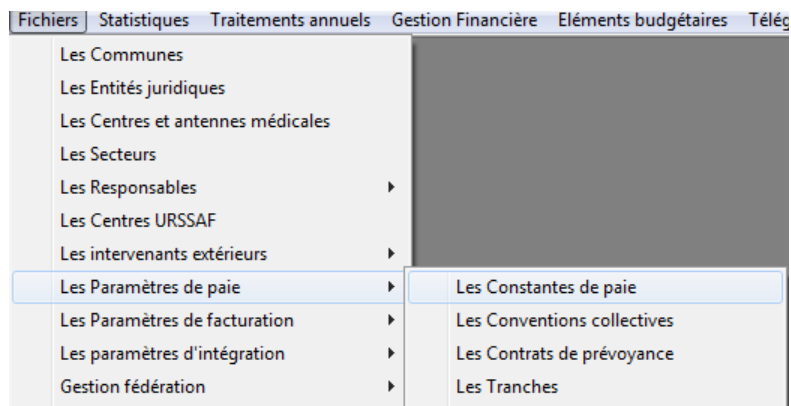 Fichiers Statistiques Traitements annuels Gestion Financière Eléments budgétaires
Les Communes
Les Entités juridiques
Les Centres et antennes médicales
Les Secteurs
Les Responsables
Les Centres URSSAF
Les intervenants extérieurs
Les Paramètres de paie
Les Constantes de paie
Les Paramètres de facturation
Les Conventions collectives
Les paramètres d'intégration
Les Contrats de prévoyance
Gestion fédération
Les Tranches